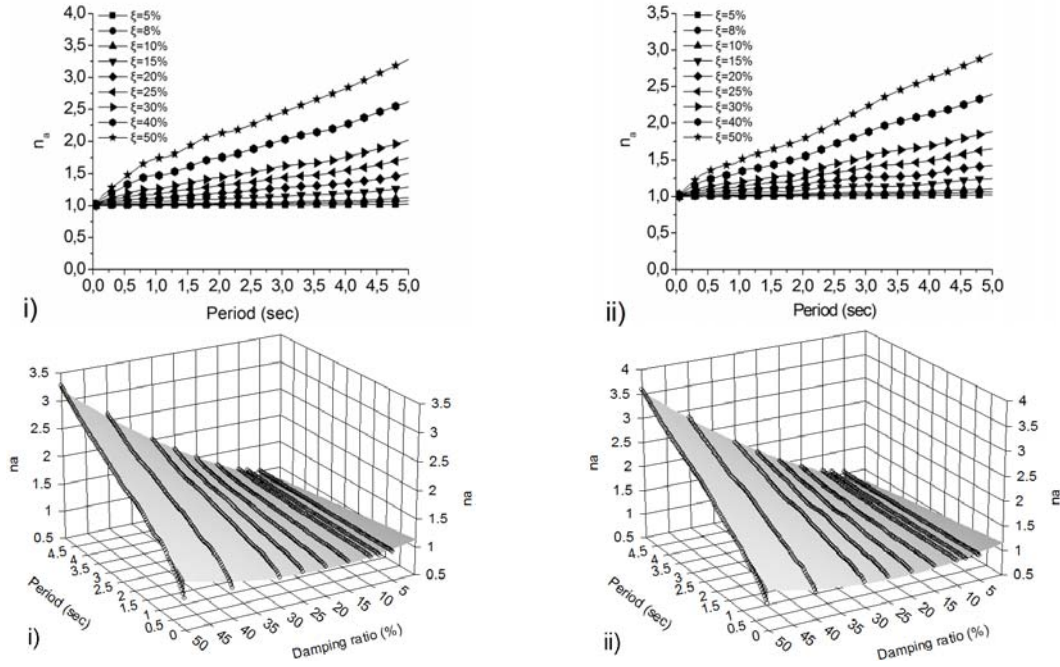 4,0
3,5
3,0
2,5
2,0
1,5
1,0
0,5
0,0
n_a
ξ=5%
ξ=8%
ξ=10%
ξ=15%
ξ=20%
ξ=25%
ξ=30%
ξ=40%
ξ=50%
0,0 0,5 1,0 1,5 2,0 2,5 3,0 3,5 4,0 4,5 5,0
Period (sec)
i)
3,5
3,0
2,5
2,0
1,5
1,0
0,5
0,0
n_a
ξ=5%
ξ=8%
ξ=10%
ξ=15%
ξ=20%
ξ=25%
ξ=30%
ξ=40%
ξ=50%
0,0 0,5 1,0 1,5 2,0 2,5 3,0 3,5 4,0 4,5 5,0
Period (sec)
ii)
3.5
3
2.5
2
1.5
1
0.5
na
3.5
3
2.5
2
1.5
1
0.5
na
4.5 4 3.5 3 2.5 2 1.5 1 0.5 0
Period (sec)
50 45 40 35 30 25 20 15 10 5
Damping ratio (%)
i)
4
3.5
3
2.5
2
1.5
1
0.5
na
4
3.5
3
2.5
2
1.5
1
0.5
na
4.5 4 3.5 3 2.5 2 1.5 1 0.5 0
Period (sec)
50 45 40 35 30 25 20 15 10 5
Damping ratio (%)
ii)